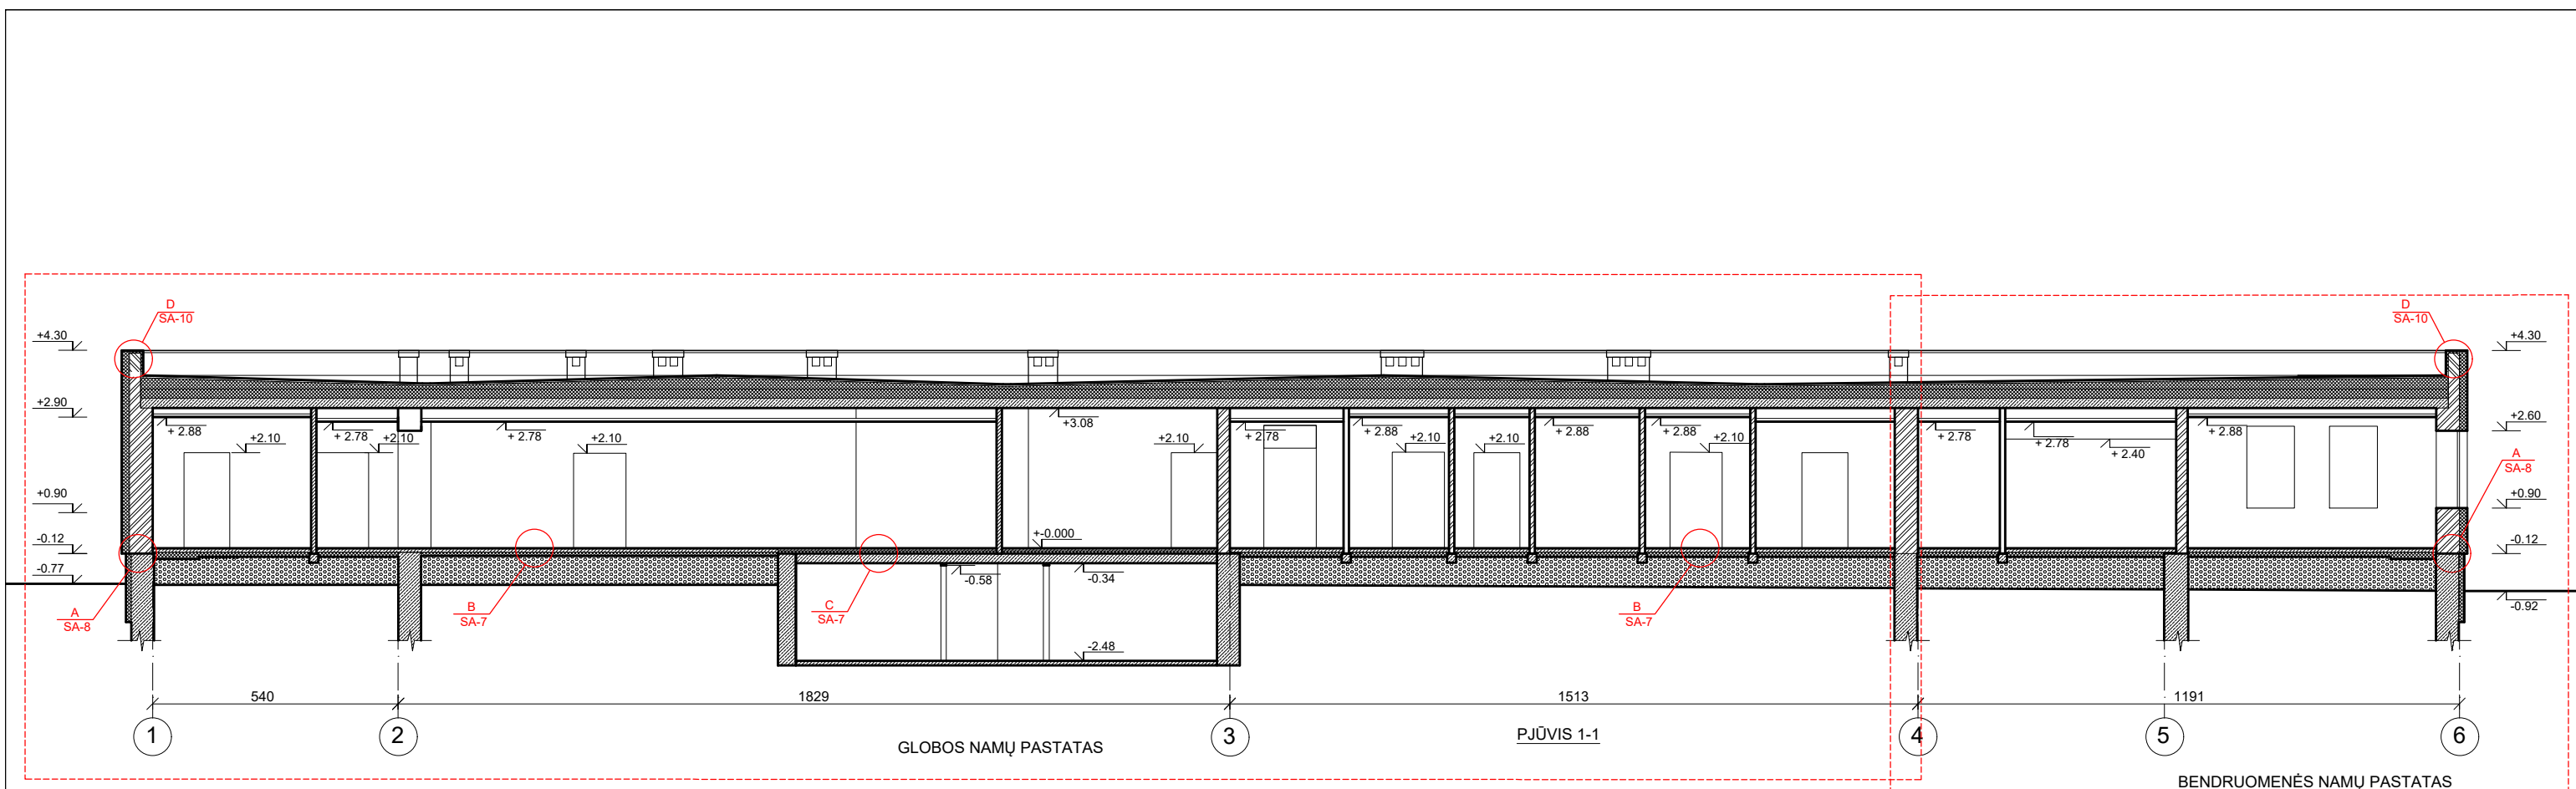 D
SA-10
D
SA-10
+4.30
+4.30
+2.90
+2.60
+ 2.88
+2.10
+ 2.78
+2.10
+ 2.78
+2.10
+3.08
+2.10
+ 2.78
+ 2.88
+2.10
+2.10
+ 2.88
+ 2.88
+2.10
+ 2.78
+ 2.78
+ 2.40
+ 2.88
A
SA-8
+0.90
+0.90
+-0.000
-0.12
-0.12
-0.77
-0.58
-0.34
-0.92
A
SA-8
B
SA-7
C
SA-7
B
SA-7
-2.48
540
1829
1513
1191
1
2
3
4
5
6
GLOBOS NAMŲ PASTATAS
PJŪVIS 1-1
BENDRUOMENĖS NAMŲ PASTATAS